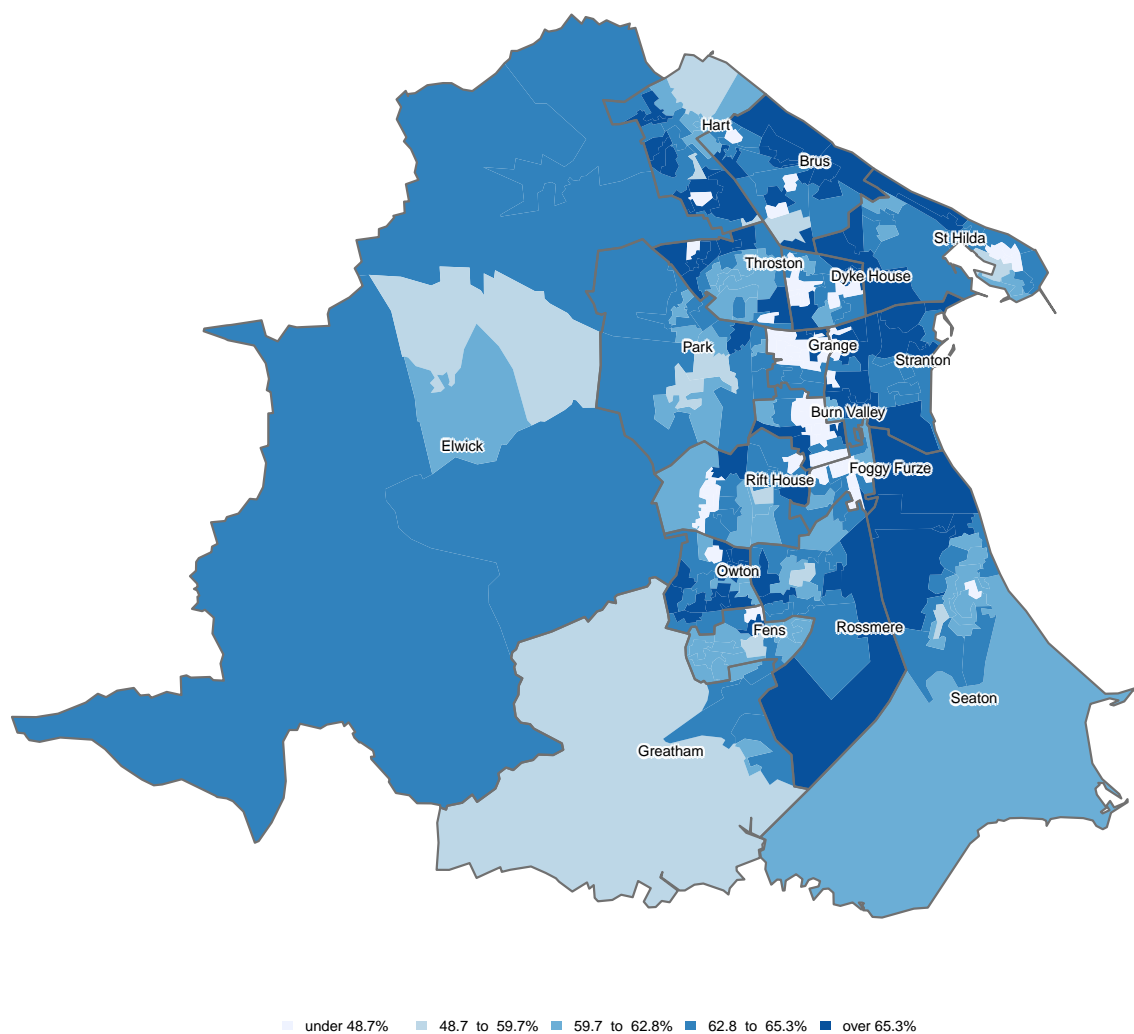 Hart
Brus
St Hilda
Throston
Dyke House
Park
Grange
Stranton
Burn Valley
Elwick
Foggy Furze
Rift House
Owton
Fens
Rossmere
Seaton
Greatham
under 48.7% 48.7 to 59.7% 59.7 to 62.8% 62.8 to 65.3% over 65.3%